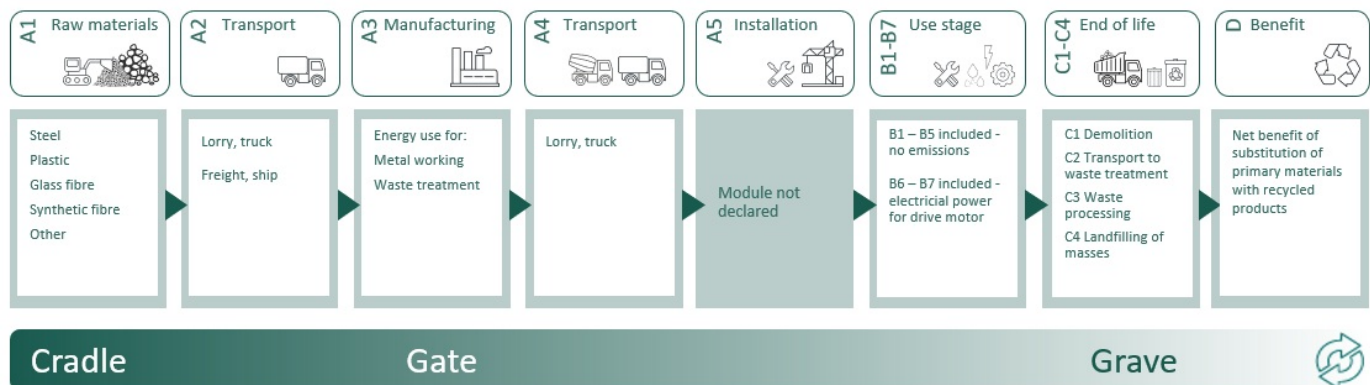 A1 Raw materials
A2 Transport
A3 Manufacturing
A4 Transport
A5 Installation
B1-B7 Use stage
C1-C4 End of life
D Benefit
Steel
Plastic
Glass fibre
Synthetic fibre
Other
Lorry, truck
Freight, ship
Energy use for:
Metal working
Waste treatment
Lorry, truck
Module not
declared
B1 – B5 included -
no emissions
B6 – B7 included -
electricial power
for drive motor
C1 Demolition
C2 Transport to
waste treatment
C3 Waste
processing
C4 Landfilling of
masses
Net benefit of
substitution of
primary materials
with recycled
products
Cradle
Gate
Grave